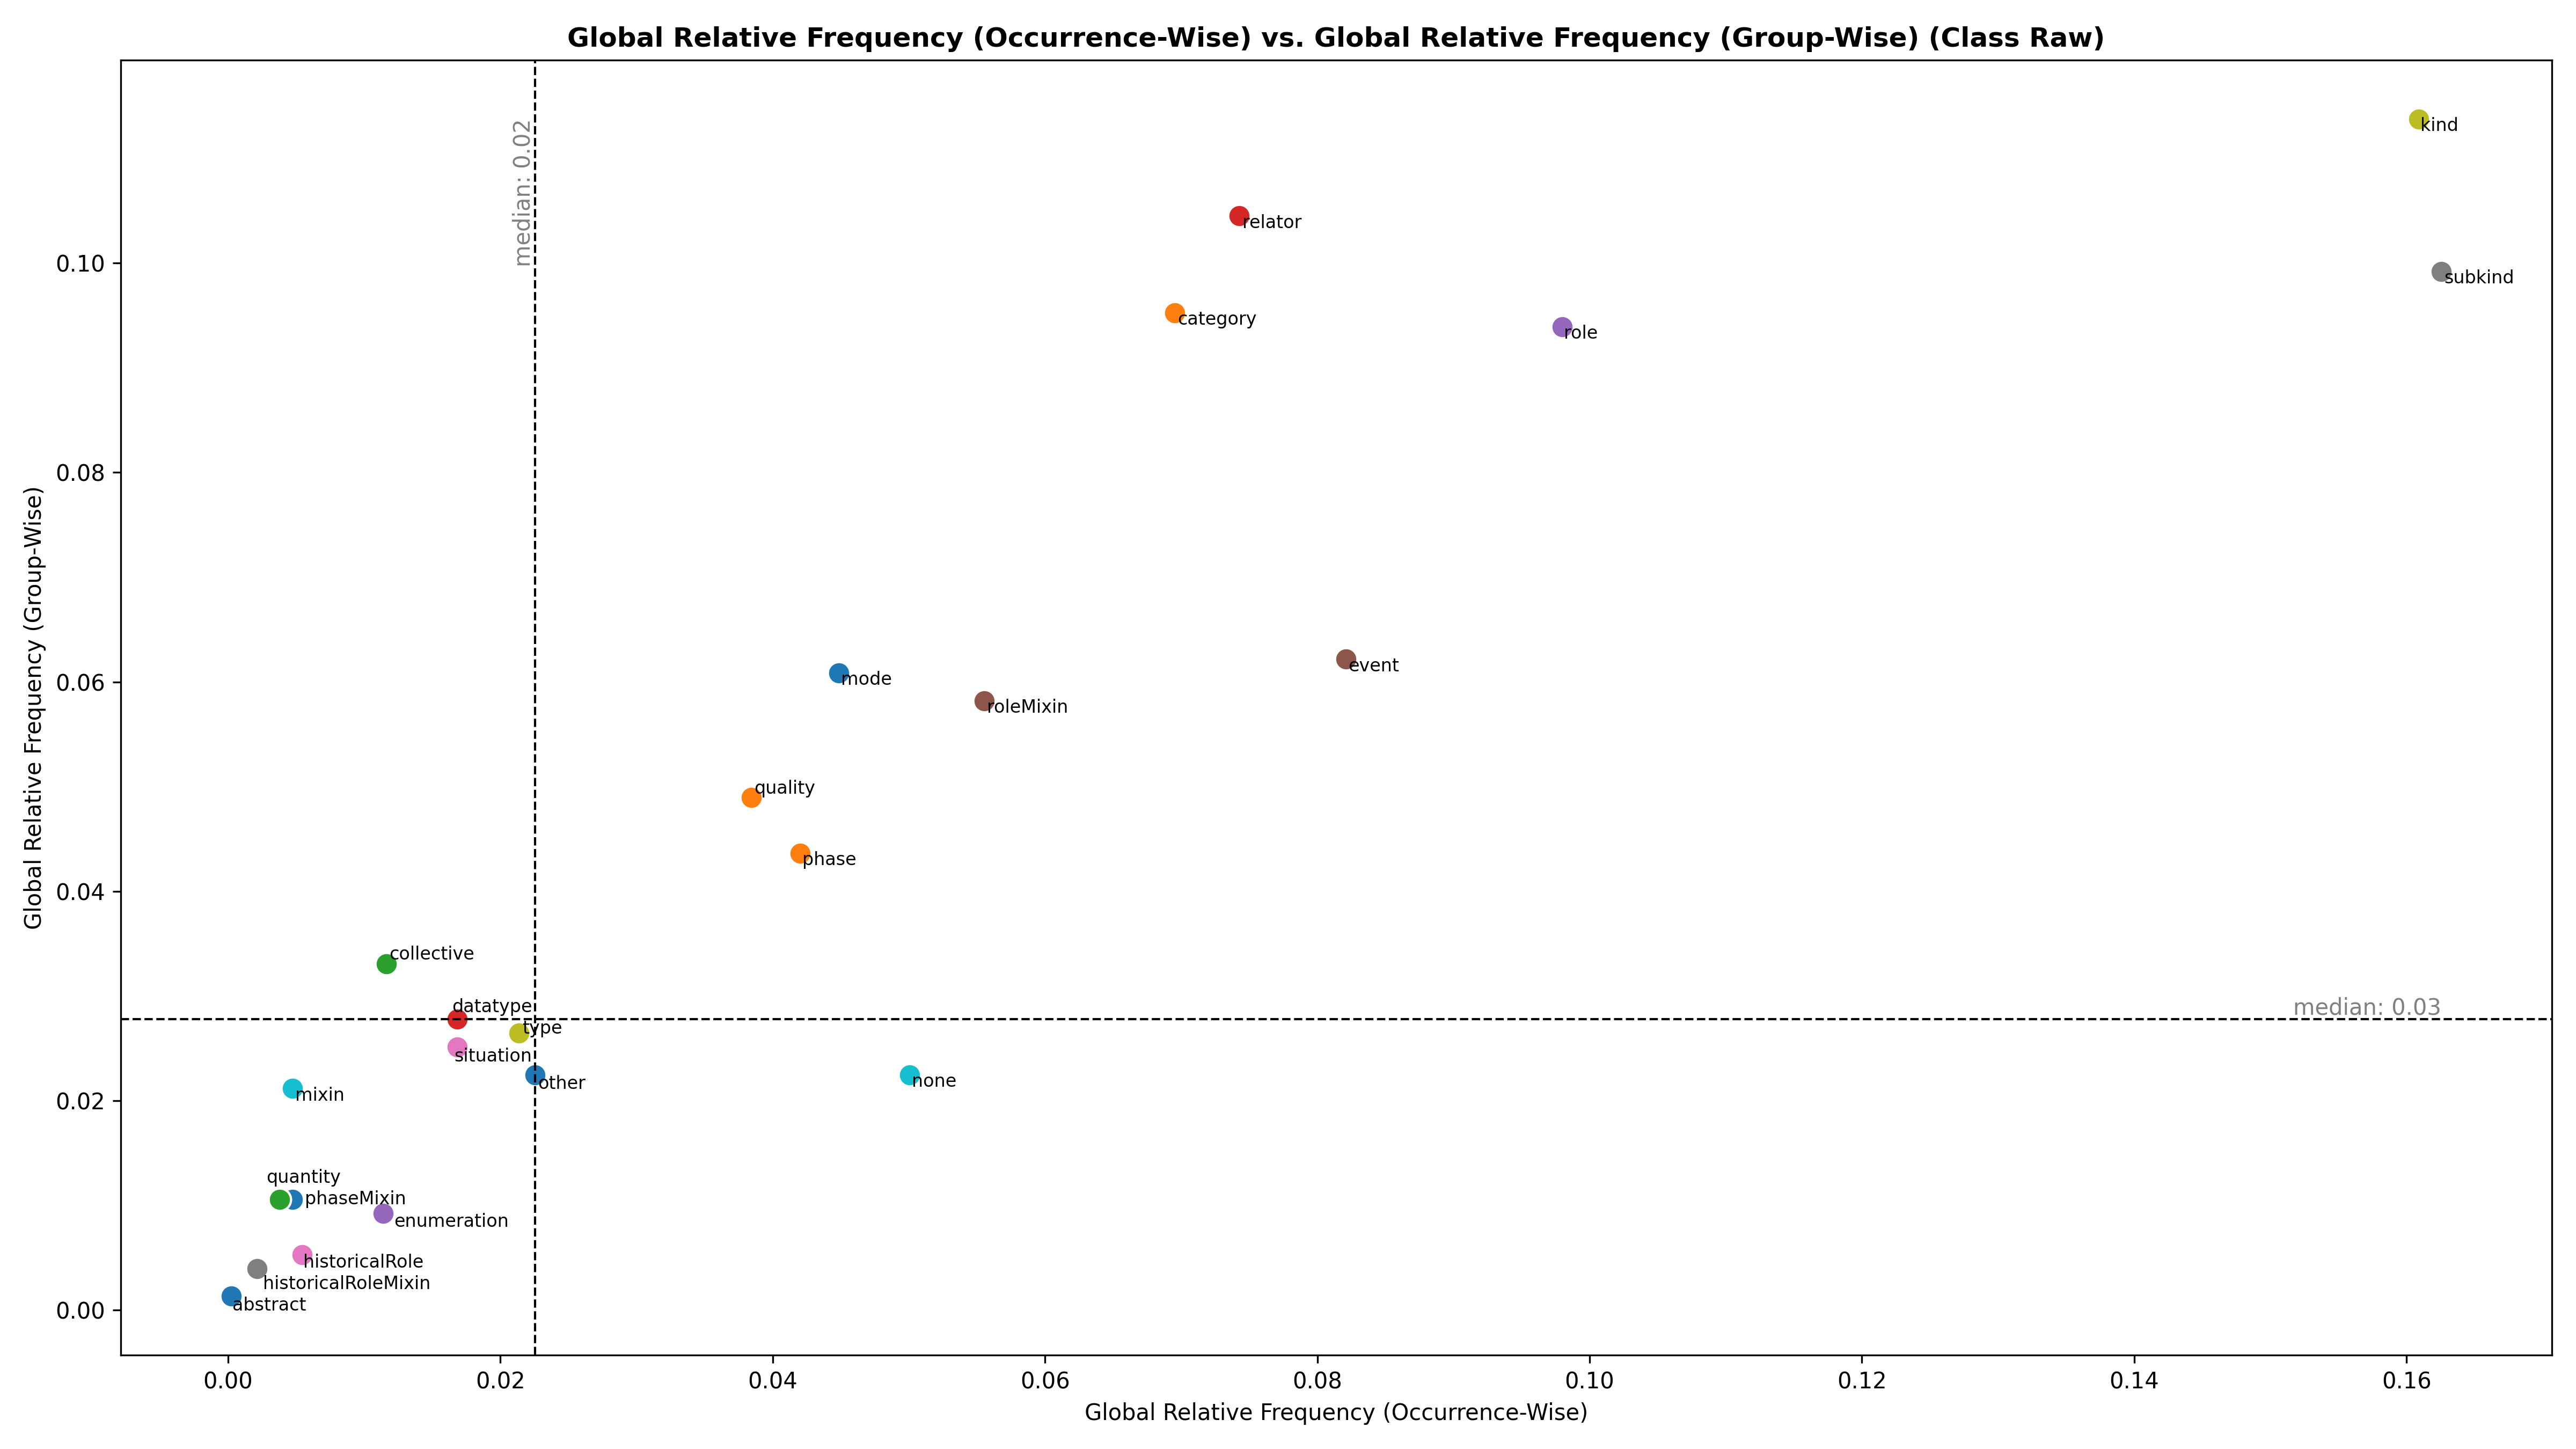 Global Relative Frequency (Occurrence-Wise) vs. Global Relative Frequency (Group-Wise) (Class Raw)
Global Relative Frequency (Group-Wise)
0.10
0.08
0.06
0.04
0.02
0.00
median: 0.02
kind
relator
subkind
category
role
event
mode
roleMixin
quality
phase
collective
datatype
median: 0.03
type
situation
other
none
mixin
quantity
phaseMixin
enumeration
historicalRole
historicalRoleMixin
abstract
0.00
0.02
0.04
0.06
0.08
0.10
0.12
0.14
0.16
Global Relative Frequency (Occurrence-Wise)